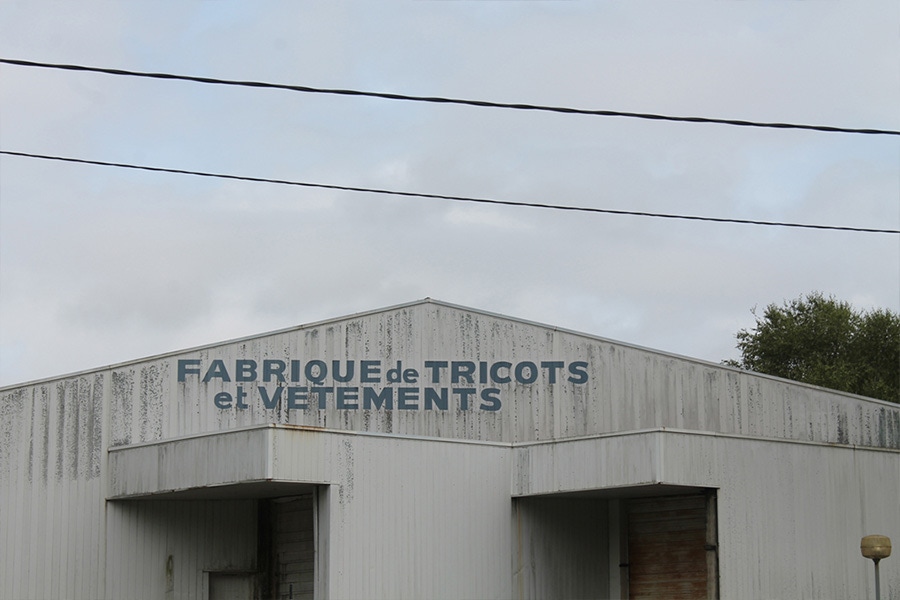 FABRIQUE de TRICOTS
et VETEMENTS